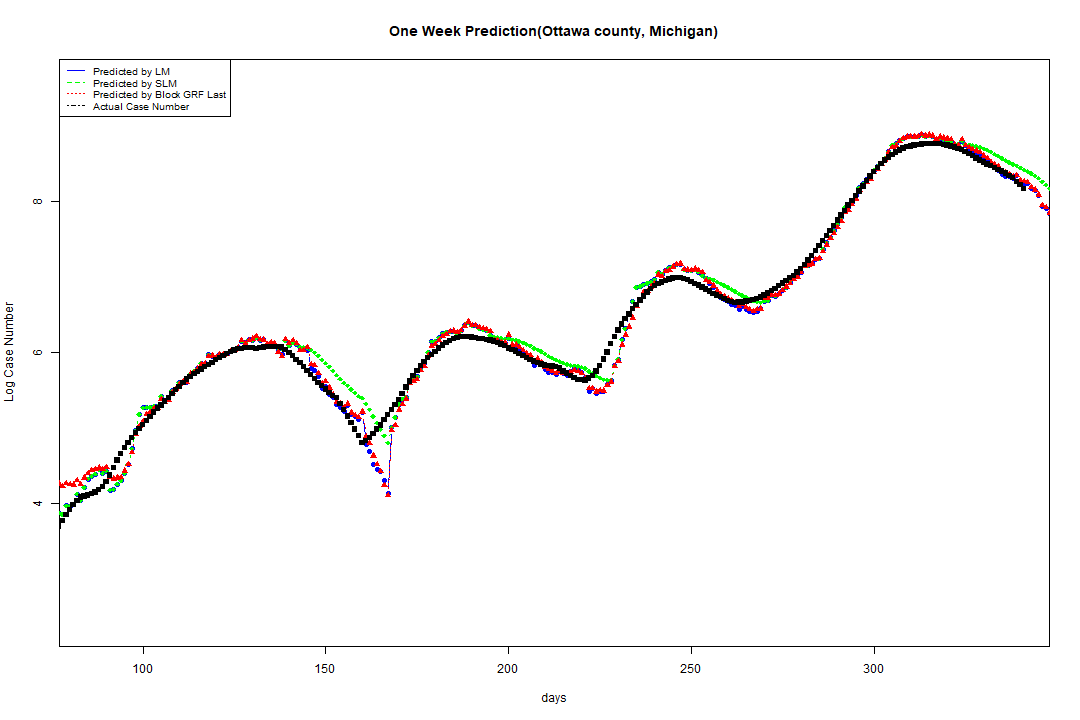 One Week Prediction(Ottawa county, Michigan)
Predicted by LM
Predicted by SLM
Predicted by Block GRF Last
Actual Case Number
8
6
4
Log Case Number
100 150 200 250 300
days